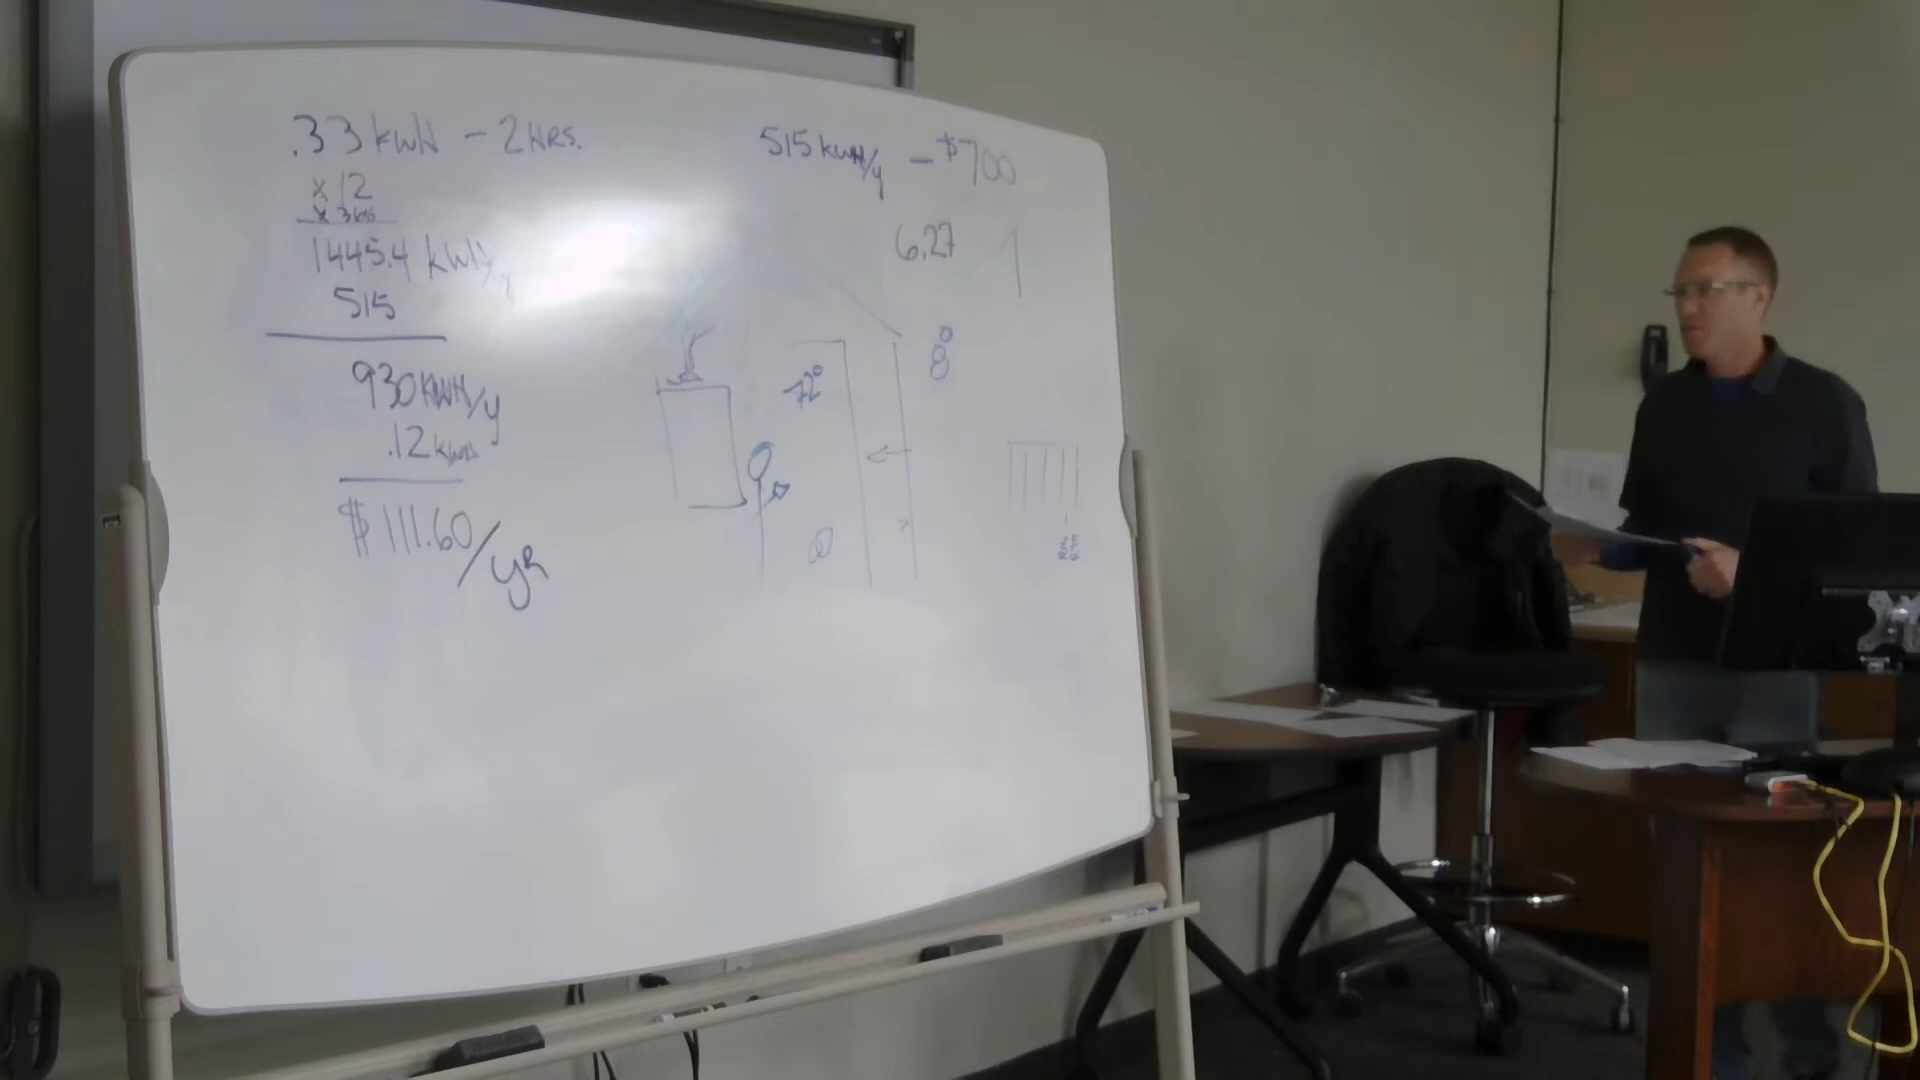 .33 kWH - 2 HRS.
x 12
x 365
1445.4 kWH/y
515
930 KWH/y
.12 kWH
$111.60/yR
515 kWH/y - $700
6.27
72°
8°